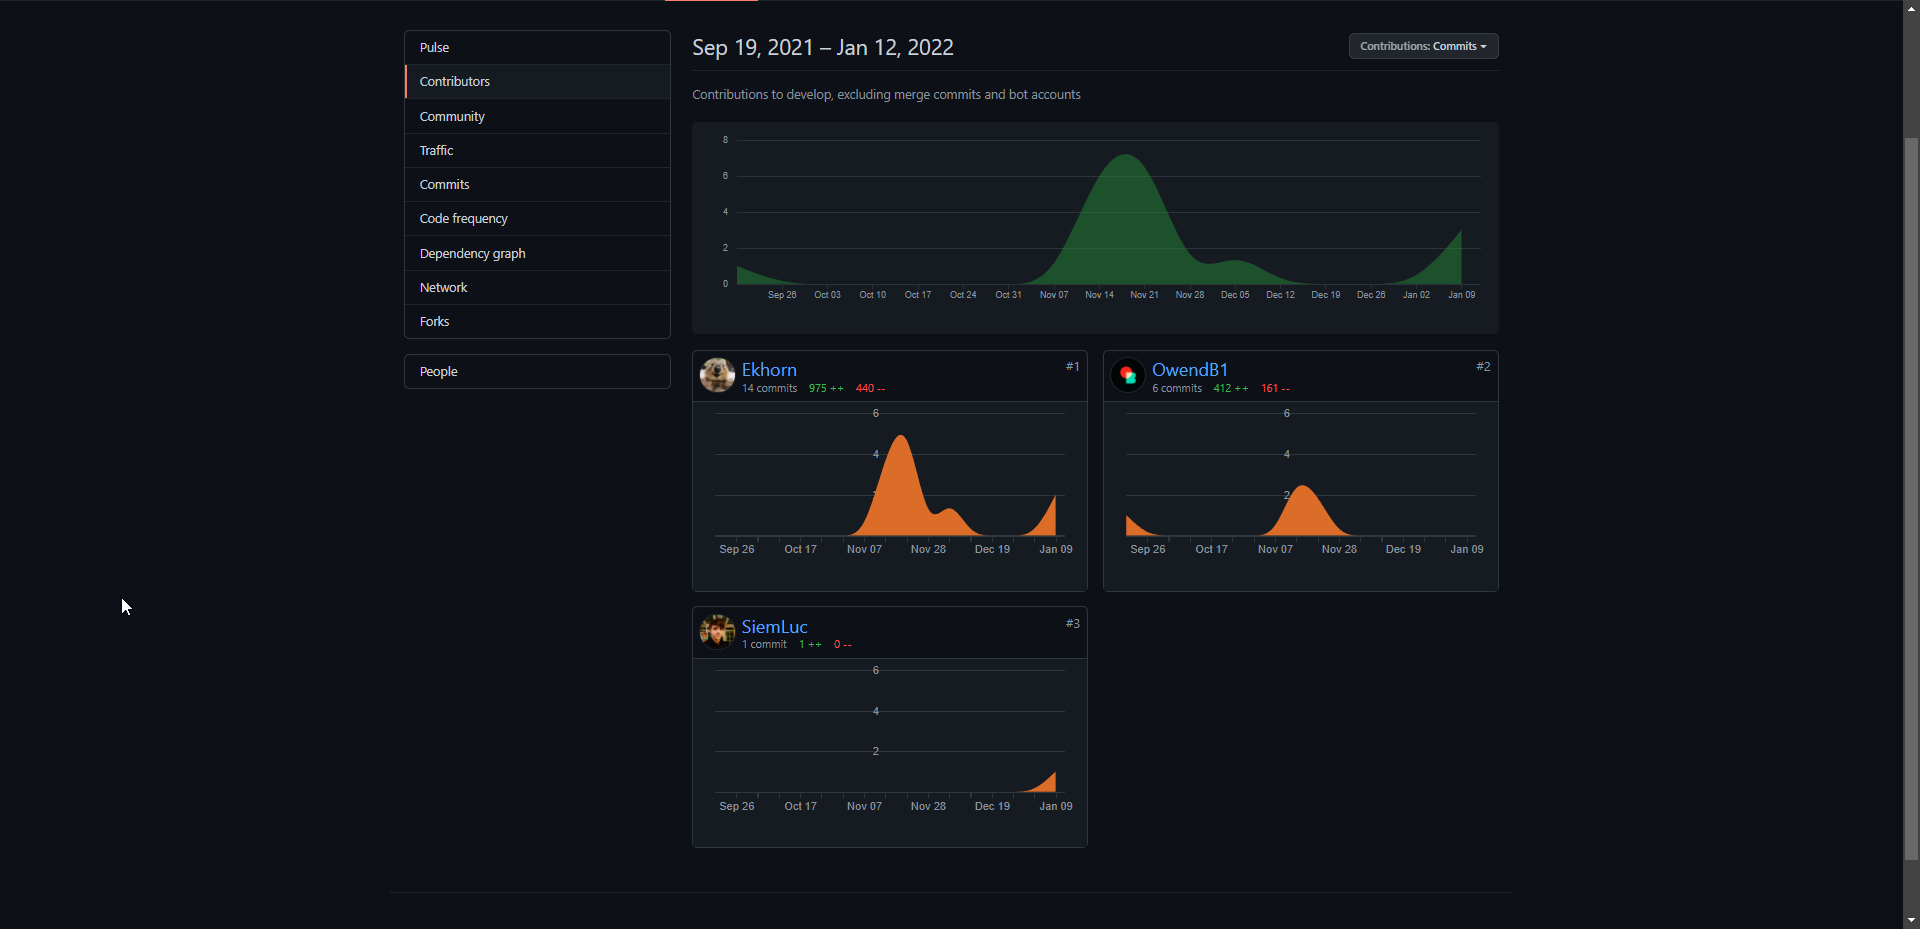 Pulse
Contributors
Community
Traffic
Commits
Code frequency
Dependency graph
Network
Forks
People
Sep 19, 2021 – Jan 12, 2022
Contributions: Commits
Contributions to develop, excluding merge commits and bot accounts
8
6
4
2
0
Sep 26 Oct 03 Oct 10 Oct 17 Oct 24 Oct 31 Nov 07 Nov 14 Nov 21 Nov 28 Dec 05 Dec 12 Dec 19 Dec 26 Jan 02 Jan 09
Ekhorn #1
14 commits 975 ++ 440 --
6
4
Sep 26 Oct 17 Nov 07 Nov 28 Dec 19 Jan 09
OwendB1 #2
6 commits 412 ++ 161 --
6
4
2
Sep 26 Oct 17 Nov 07 Nov 28 Dec 19 Jan 09
SiemLuc #3
1 commit 1 ++ 0 --
6
4
2
Sep 26 Oct 17 Nov 07 Nov 28 Dec 19 Jan 09